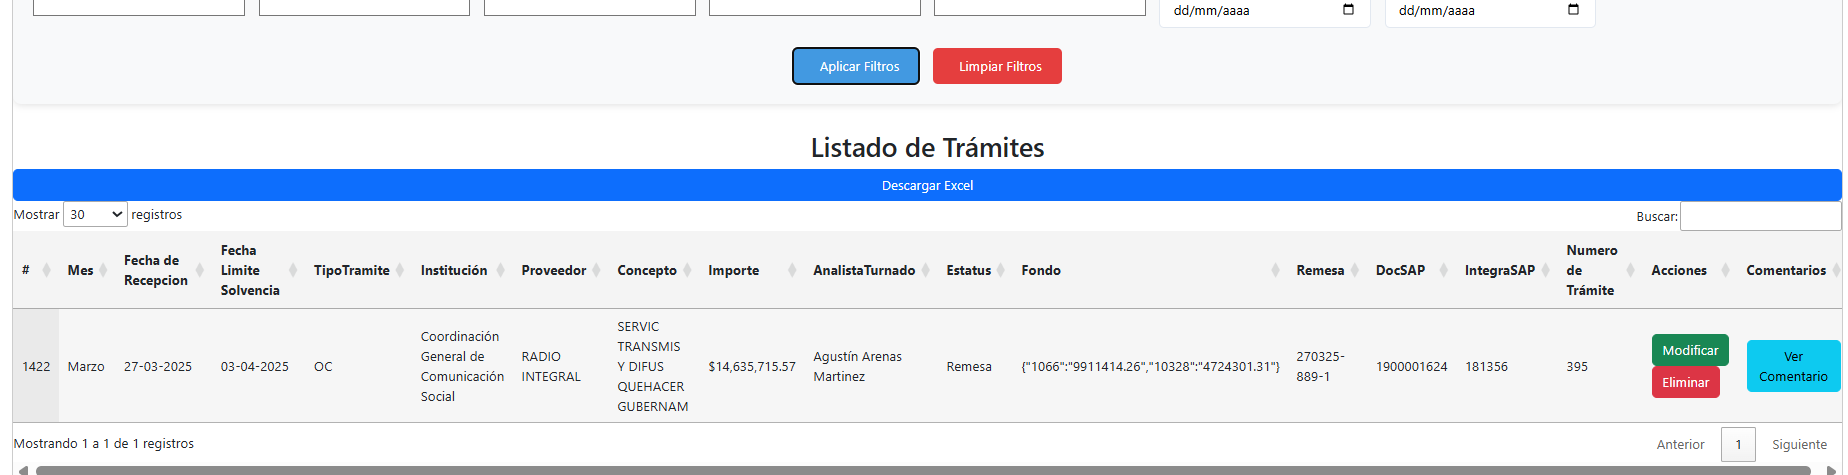 dd/mm/aaaa dd/mm/aaaa
Aplicar Filtros Limpiar Filtros
Listado de Trámites
Descargar Excel
Mostrar 30 registros Buscar:
# Mes Fecha de Recepcion Fecha Limite Solvencia TipoTramite Institución Proveedor Concepto Importe AnalistaTurnado Estatus Fondo Remesa DocSAP IntegraSAP Numero de Trámite Acciones Comentarios
1422 Marzo 27-03-2025 03-04-2025 OC Coordinación General de Comunicación Social RADIO INTEGRAL SERVIC TRANSMIS Y DIFUS QUEHACER GUBERNAM $14,635,715.57 Agustín Arenas Martinez Remesa {"1066":"9911414.26","10328":"4724301.31"} 270325-889-1 1900001624 181356 395 Modificar Eliminar Ver Comentario
Mostrando 1 a 1 de 1 registros Anterior 1 Siguiente